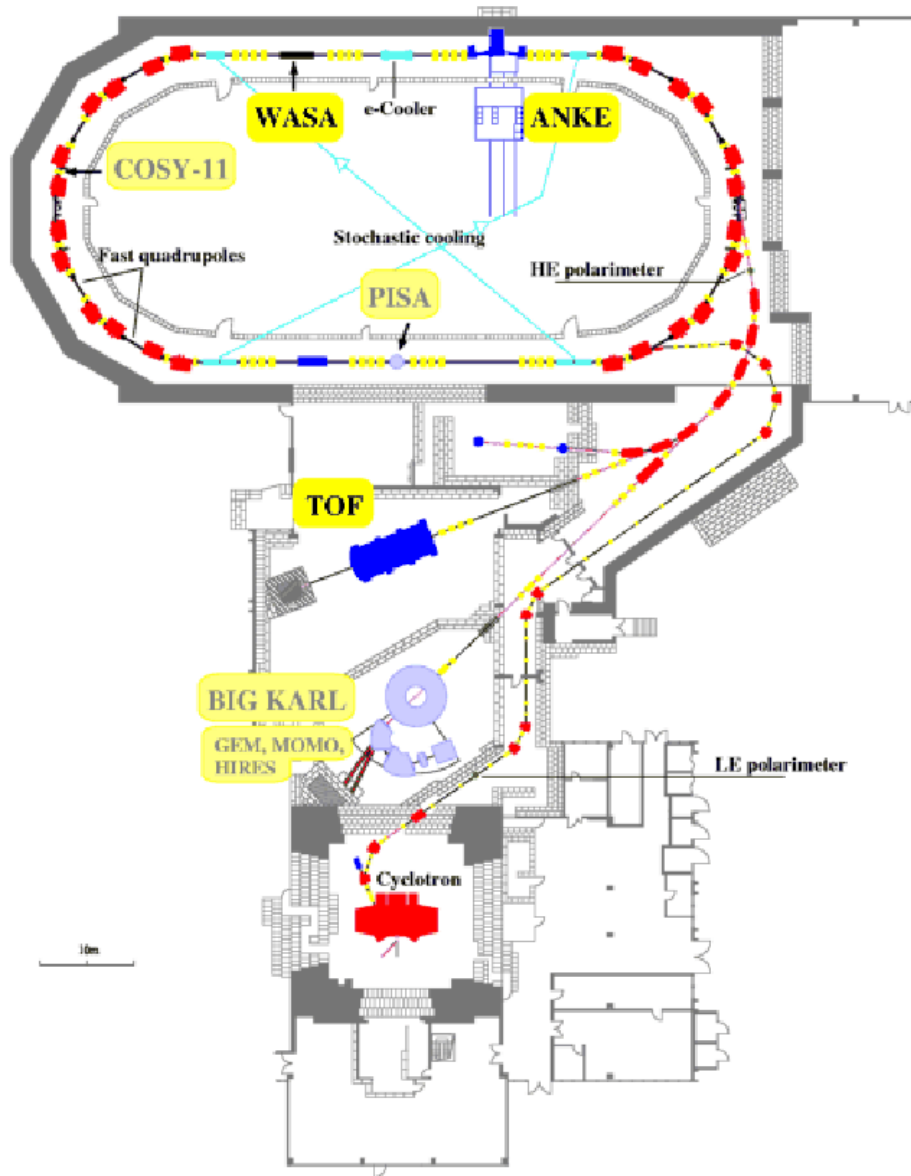 WASA
e-Cooler
ANKE
COSY-11
Stochastic cooling
Fast quadrupoles
HE polarimeter
PISA
TOF
BIG KARL
GEM, MOMO,
HIRES
LE polarimeter
Cyclotron